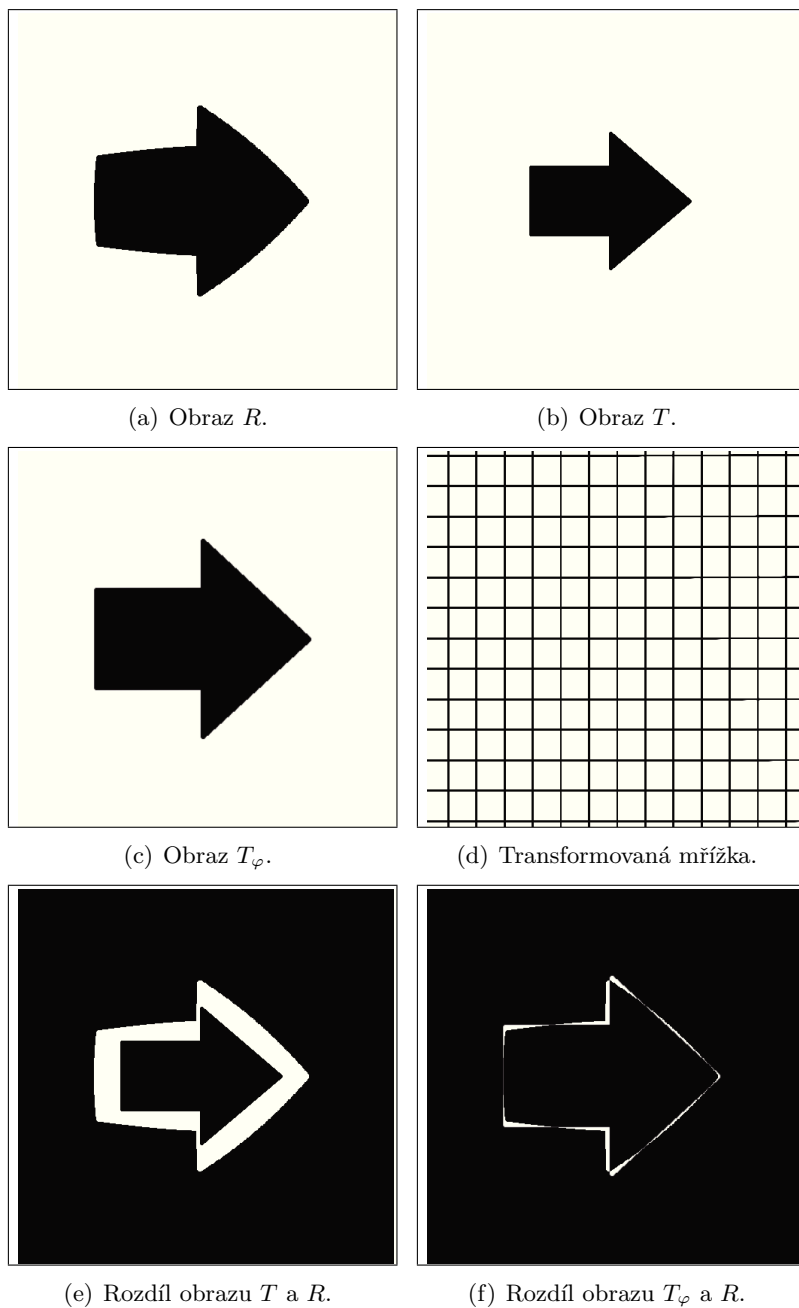 (a) Obraz R.
(b) Obraz T.
(c) Obraz Tφ.
(d) Transformovaná mřížka.
(e) Rozdíl obrazu T a R.
(f) Rozdíl obrazu Tφ a R.